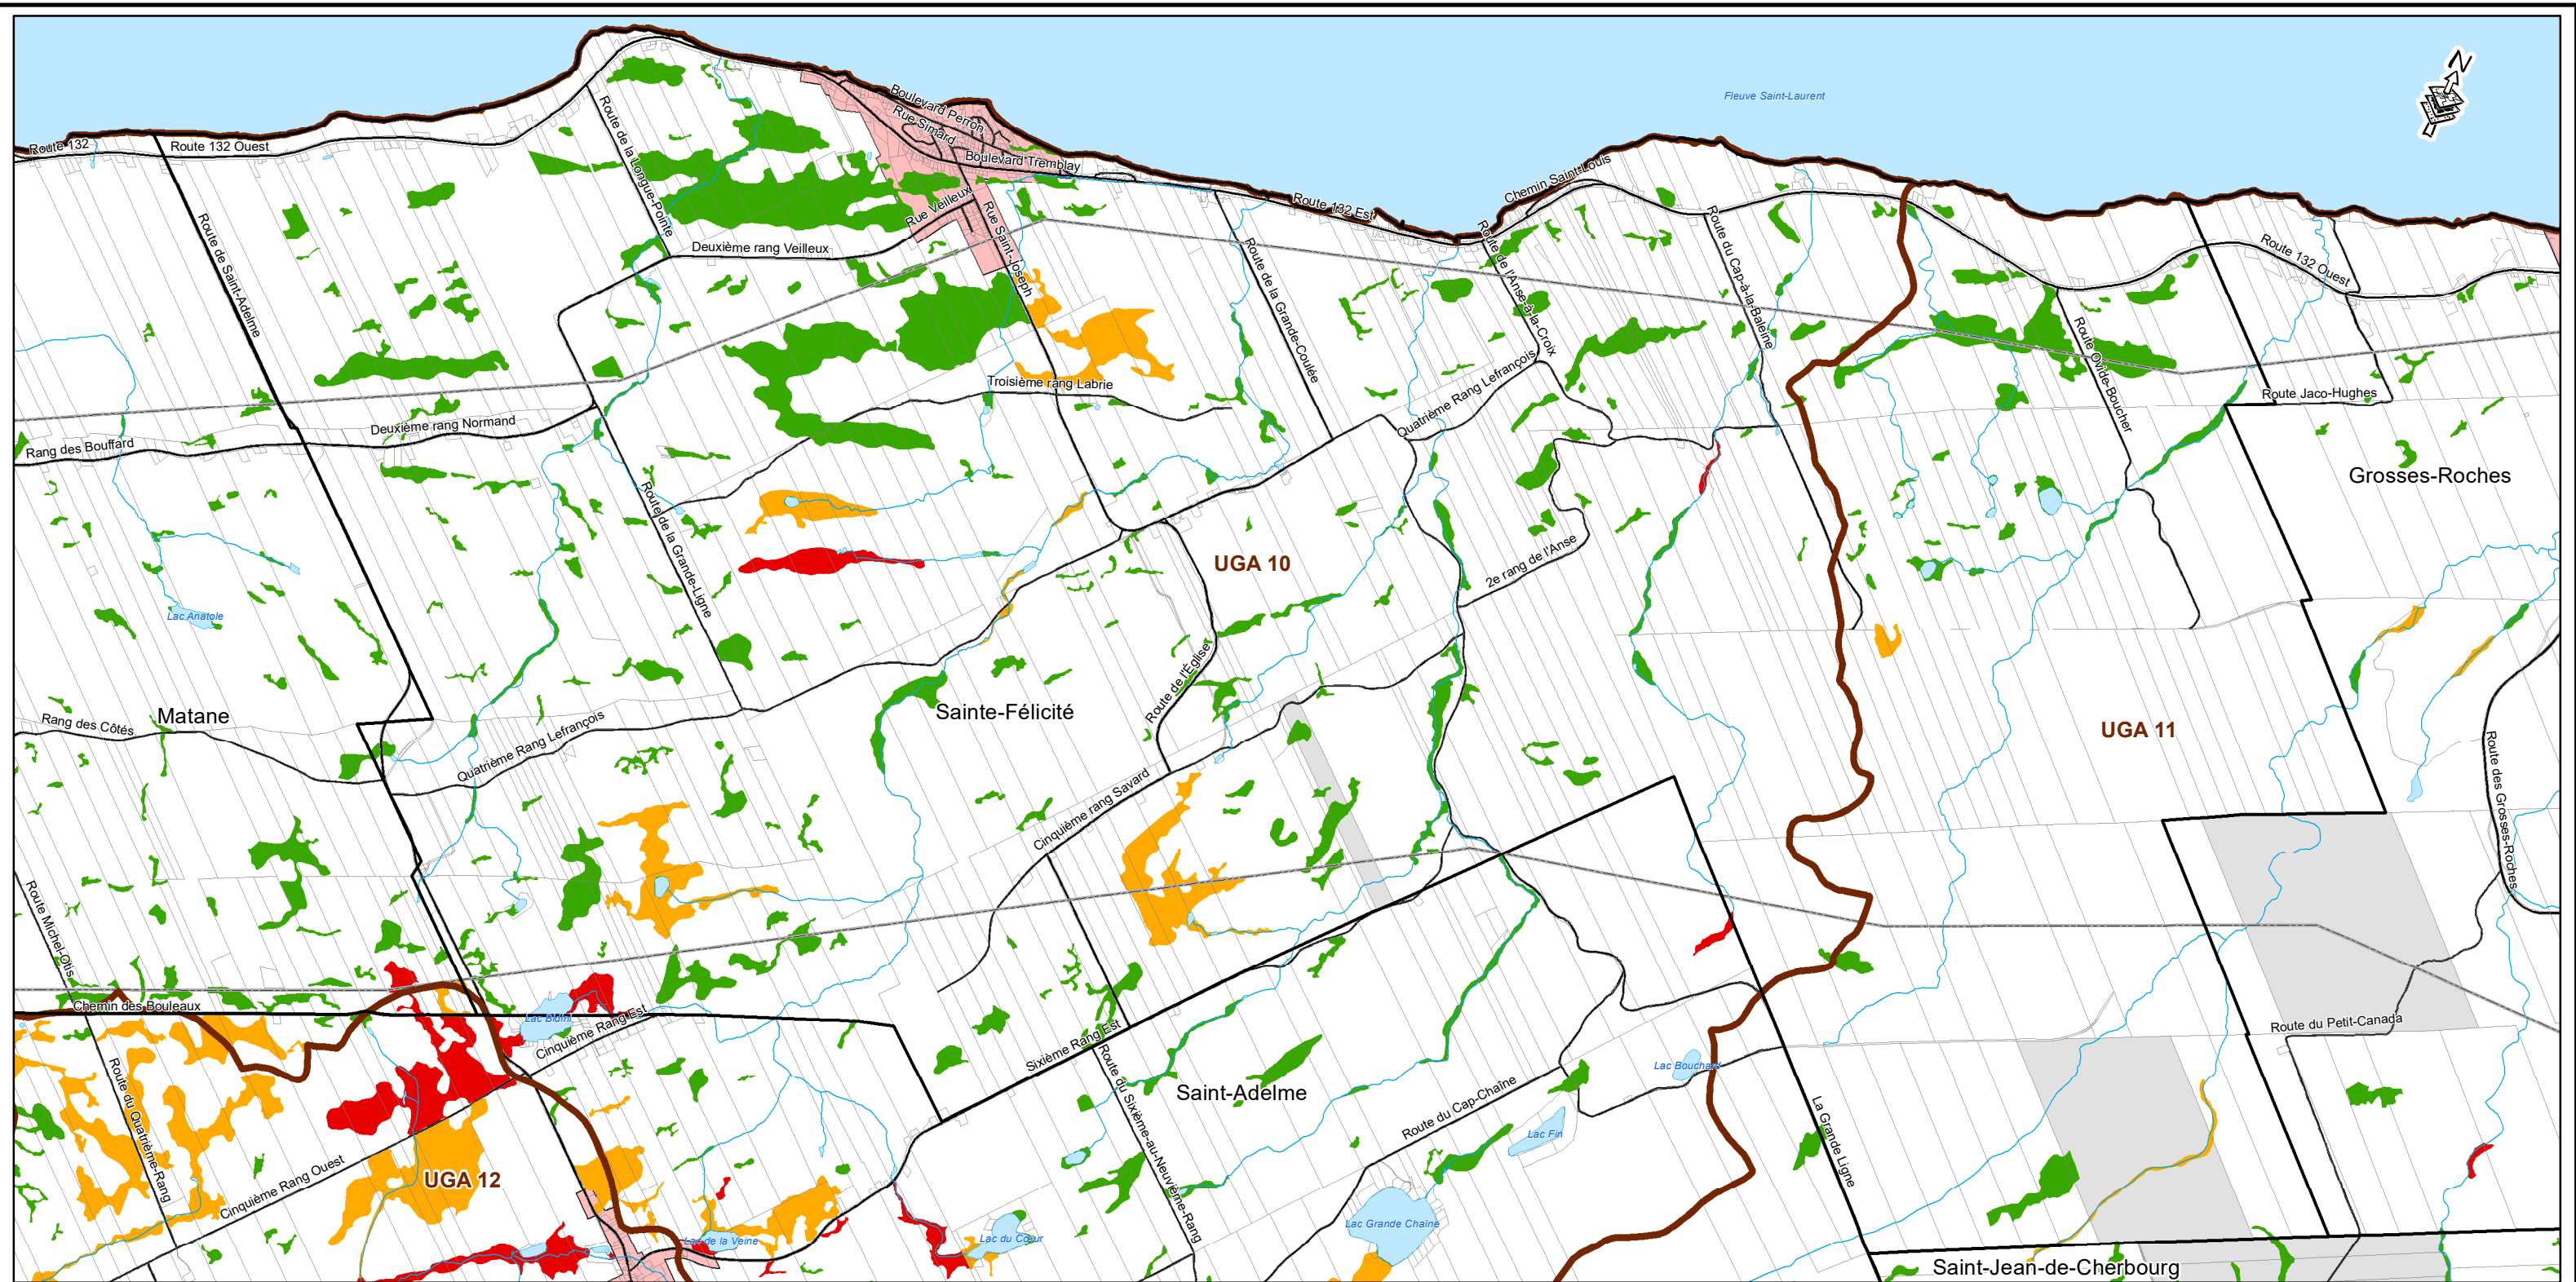 N
Fleuve Saint-Laurent
Boulevard Perron
Rue Simard
Boulevard Tremblay
Route 132
Route 132 Ouest
Route de la Longue-Pointe
Chemin Saint-Louis
Route 132 Est
Rue Veilleux
Rue Saint-Joseph
Route de Saint-Adelme
Deuxième rang Veilleux
Route de la Grande-Coulée
Route de l'Anse-à-la-Croix
Route du Cap-à-la-Baleine
Route 132 Ouest
Route Ovide-Boucher
Troisième rang Labrie
Quatrième Rang Lefrançois
Route Jaco-Hughes
Deuxième rang Normand
Rang des Bouffard
Grosses-Roches
Route de la Grande-Ligne
UGA 10
2e rang de l'Anse
Lac Anatole
Route de l'Église
Matane
Rang des Côtés
Sainte-Félicité
UGA 11
Quatrième Rang Lefrançois
Route des Grosses-Roches
Cinquième rang Savard
Route Michel-Otis
Chemin des Bouleaux
Lac Bidini
Cinquième Rang Est
Sixième Rang Est
Route du Petit-Canada
Lac Bouchard
Route du Quatrième-Rang
Route du Sixième-au-Neuvième-Rang
Saint-Adelme
Route du Cap-Chaîne
La Grande Ligne
Lac Fin
Cinquième Rang Ouest
UGA 12
Lac Grande Chaîne
Lac de la Veine
Lac du Cœur
Saint-Jean-de-Cherbourg